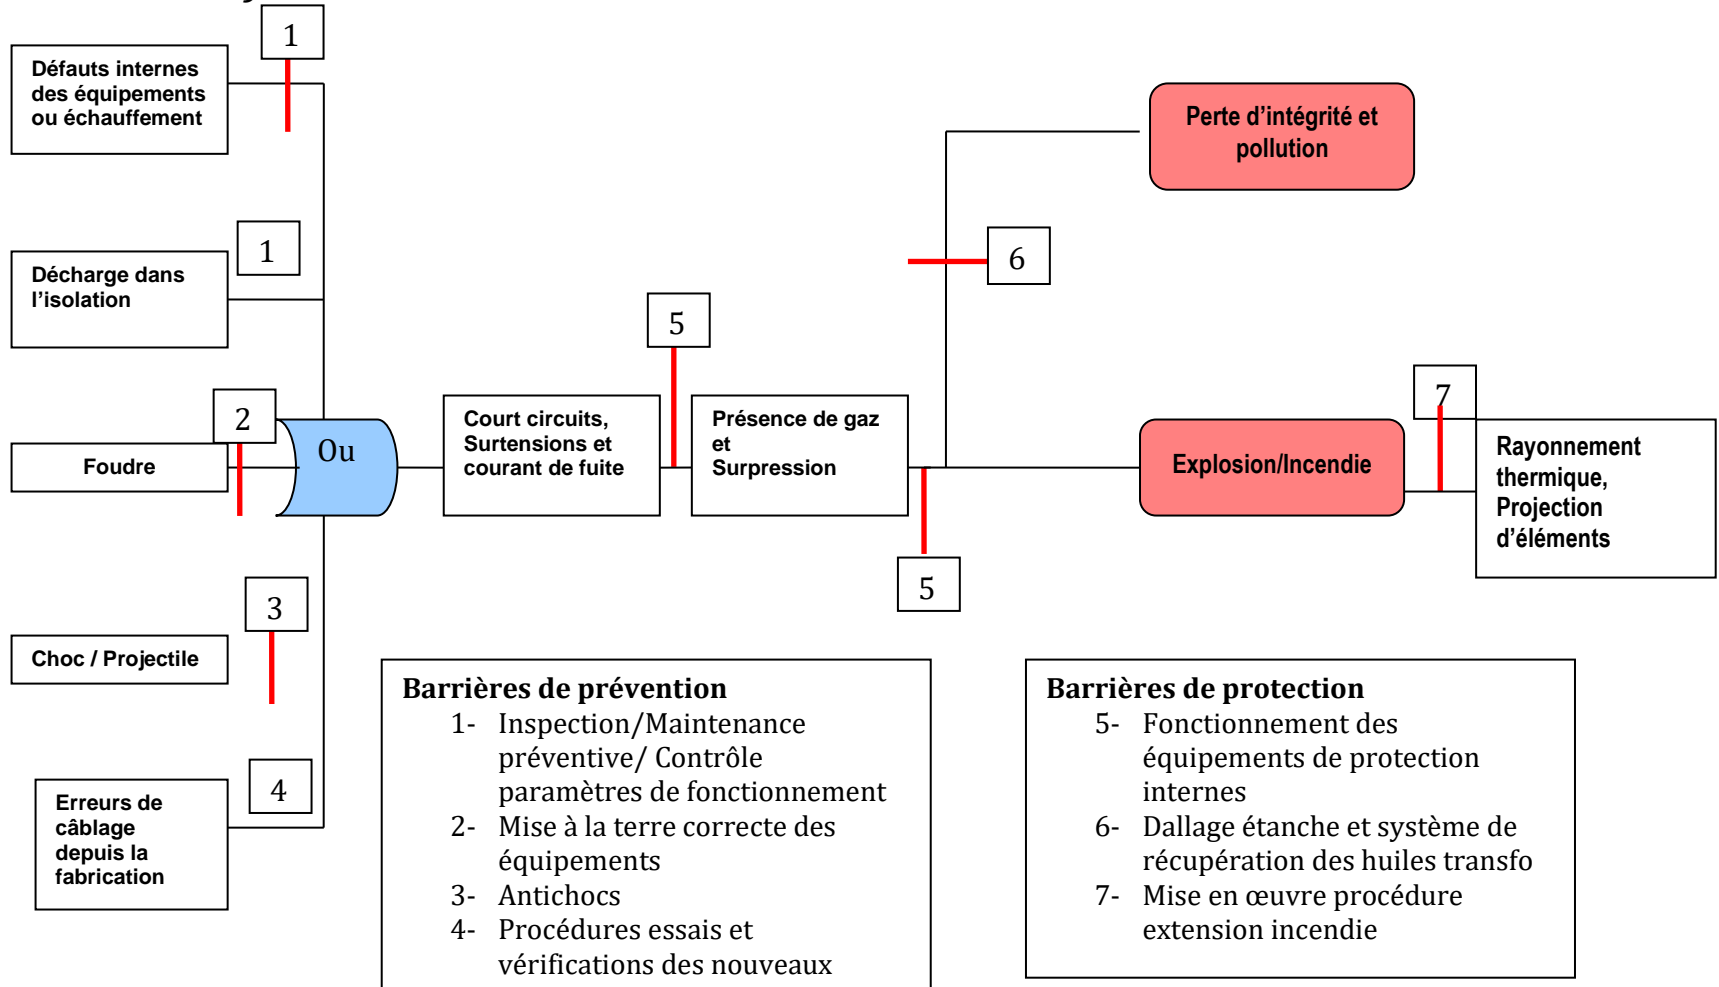 1
Défauts internes
des équipements
ou échauffement
Perte d’intégrité et
pollution
1
Décharge dans
l’isolation
6
5
2
Foudre
Ou
Court circuits,
Surtensions et
courant de fuite
Présence de gaz
et
Surpression
Explosion/Incendie
7
Rayonnement
thermique,
Projection
d’éléments
5
3
Choc / Projectile
4
Erreurs de
câblage
depuis la
fabrication
Barrières de prévention
1- Inspection/Maintenance
préventive/ Contrôle
paramètres de fonctionnement
2- Mise à la terre correcte des
équipements
3- Antichocs
4- Procédures essais et
vérifications des nouveaux
Barrières de protection
5- Fonctionnement des
équipements de protection
internes
6- Dallage étanche et système de
récupération des huiles transfo
7- Mise en œuvre procédure
extension incendie